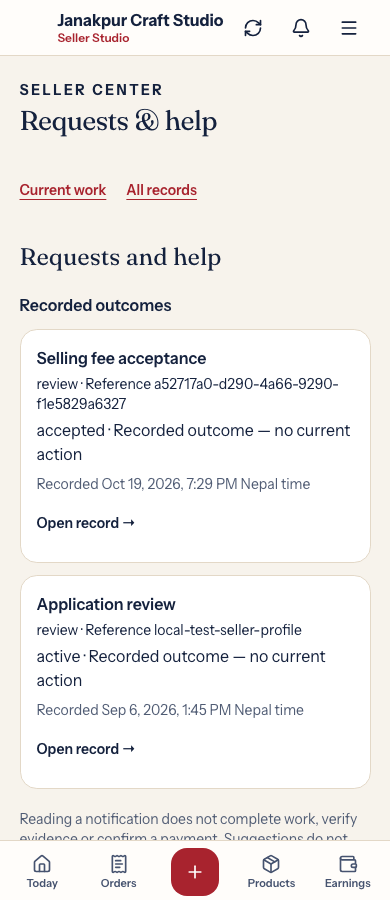 Janakpur Craft Studio
Seller Studio
SELLER CENTER
Requests & help
Current work
All records
Requests and help
Recorded outcomes
Selling fee acceptance
review · Reference a52717a0-d290-4a66-9290-
f1e5829a6327
accepted · Recorded outcome — no current
action
Recorded Oct 19, 2026, 7:29 PM Nepal time
Open record →
Application review
review · Reference local-test-seller-profile
active · Recorded outcome — no current
action
Recorded Sep 6, 2026, 1:45 PM Nepal time
Open record →
Reading a notification does not complete work, verify
evidence or confirm a payment. Suggestions do not
Today
Orders
Products
Earnings